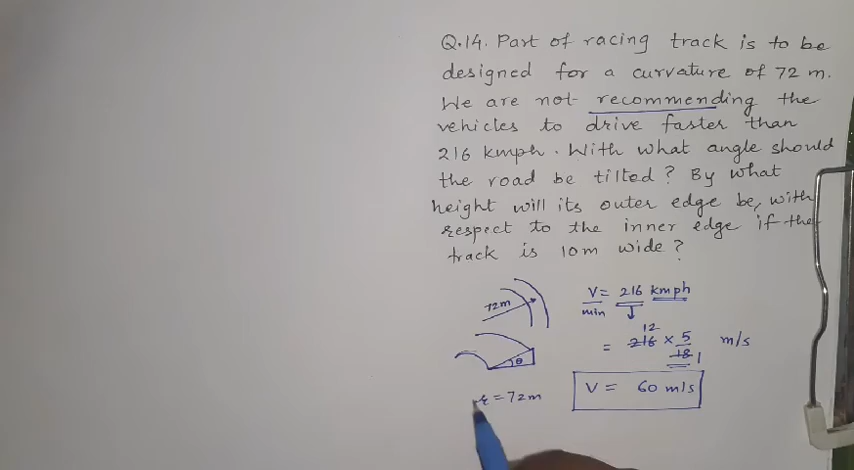 Q.14. Part of racing track is to be
designed for a curvature of 72 m.
We are not recommending the
vehicles to drive faster than
216 kmph. With what angle should
the road be tilted? By what
height will its outer edge be, with
respect to the inner edge if the
track is 10m wide?
72m
V = 216 kmph
min
12
= 216 × 5 m/s
18 1
θ
r = 72m
V = 60 m/s